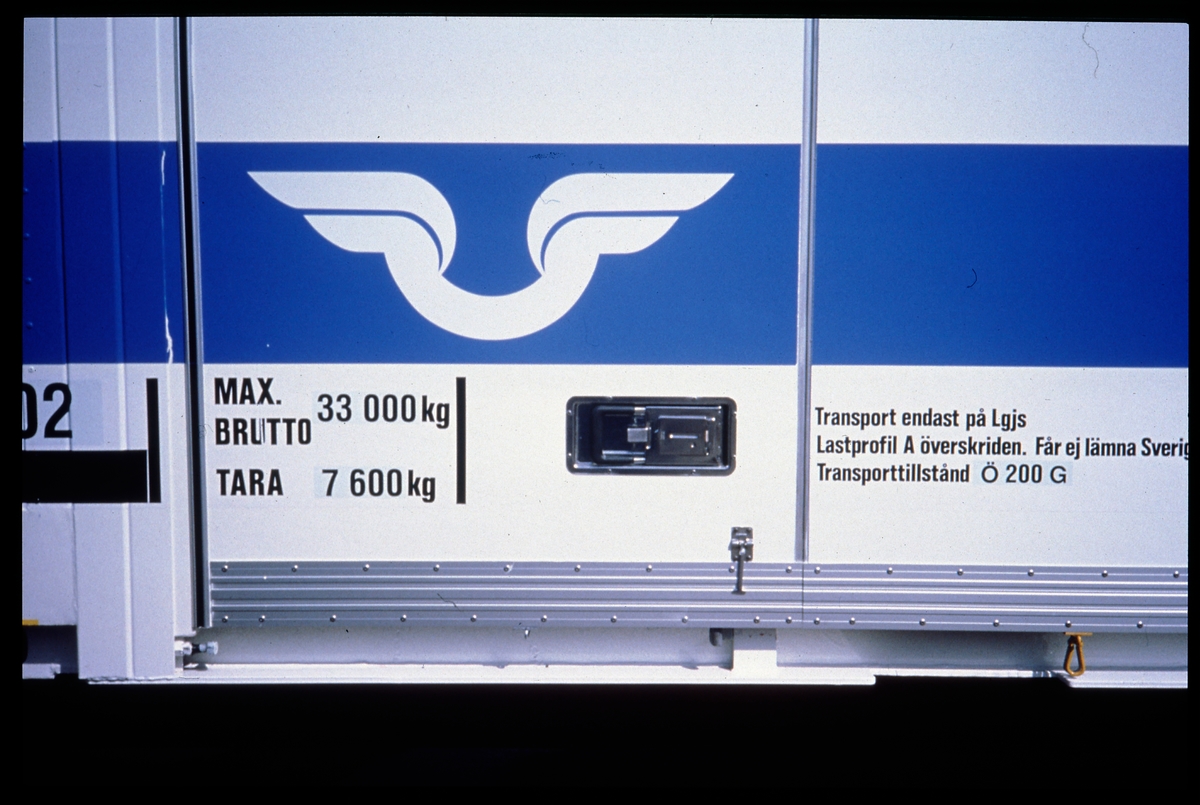 02
MAX.
BRUTTO 33 000 kg
TARA 7 600 kg
Transport endast på Lgjs
Lastprofil A överskriden. Får ej lämna Sverig
Transporttillstånd Ö 200 G